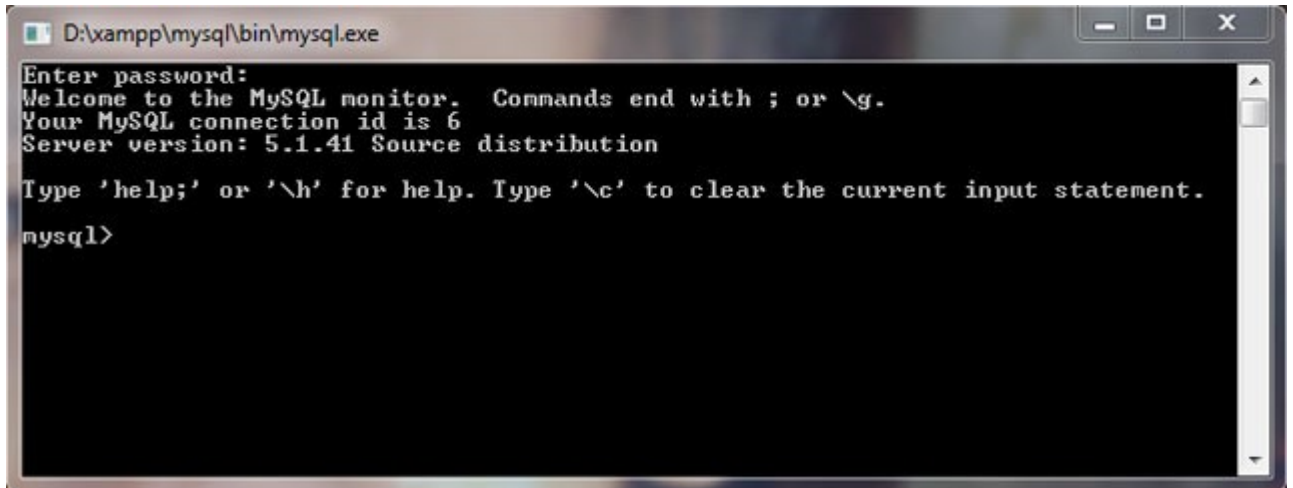 D:\xampp\mysql\bin\mysql.exe
Enter password:
Welcome to the MySQL monitor.  Commands end with ; or \g.
Your MySQL connection id is 6
Server version: 5.1.41 Source distribution
Type 'help;' or '\h' for help. Type '\c' to clear the current input statement.
mysql>